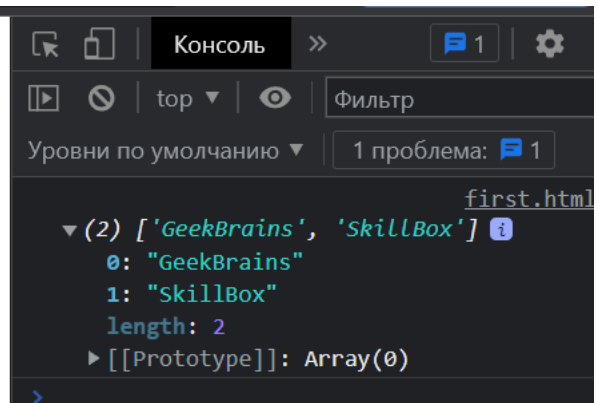 Консоль » 1
top ▼ Фильтр
Уровни по умолчанию ▼ 1 проблема: 1
first.html
▼ (2) ['GeekBrains', 'SkillBox'] i
0: "GeekBrains"
1: "SkillBox"
length: 2
▶ [[Prototype]]: Array(0)
>